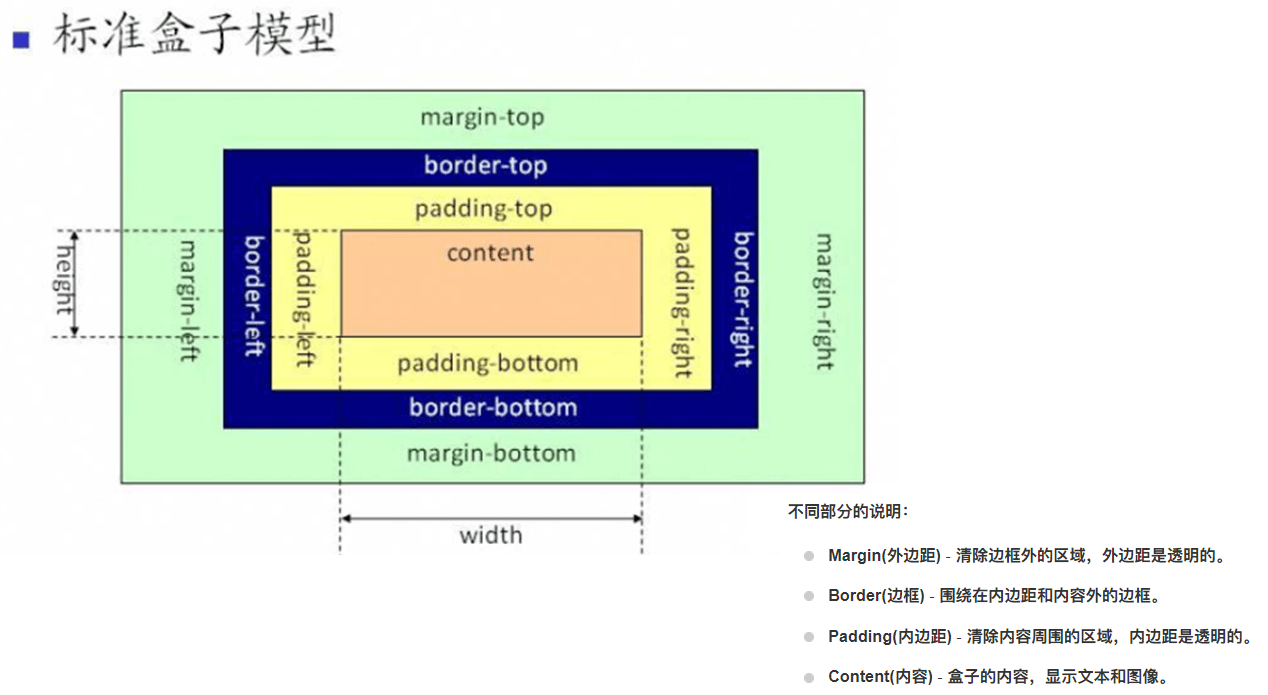 标准盒子模型
margin-top
border-top
padding-top
content
height
margin-left
border-left
padding-left
padding-right
border-right
margin-right
padding-bottom
border-bottom
margin-bottom
width
不同部分的说明：
Margin(外边距) - 清除边框外的区域，外边距是透明的。
Border(边框) - 围绕在内边距和内容外的边框。
Padding(内边距) - 清除内容周围的区域，内边距是透明的。
Content(内容) - 盒子的内容，显示文本和图像。